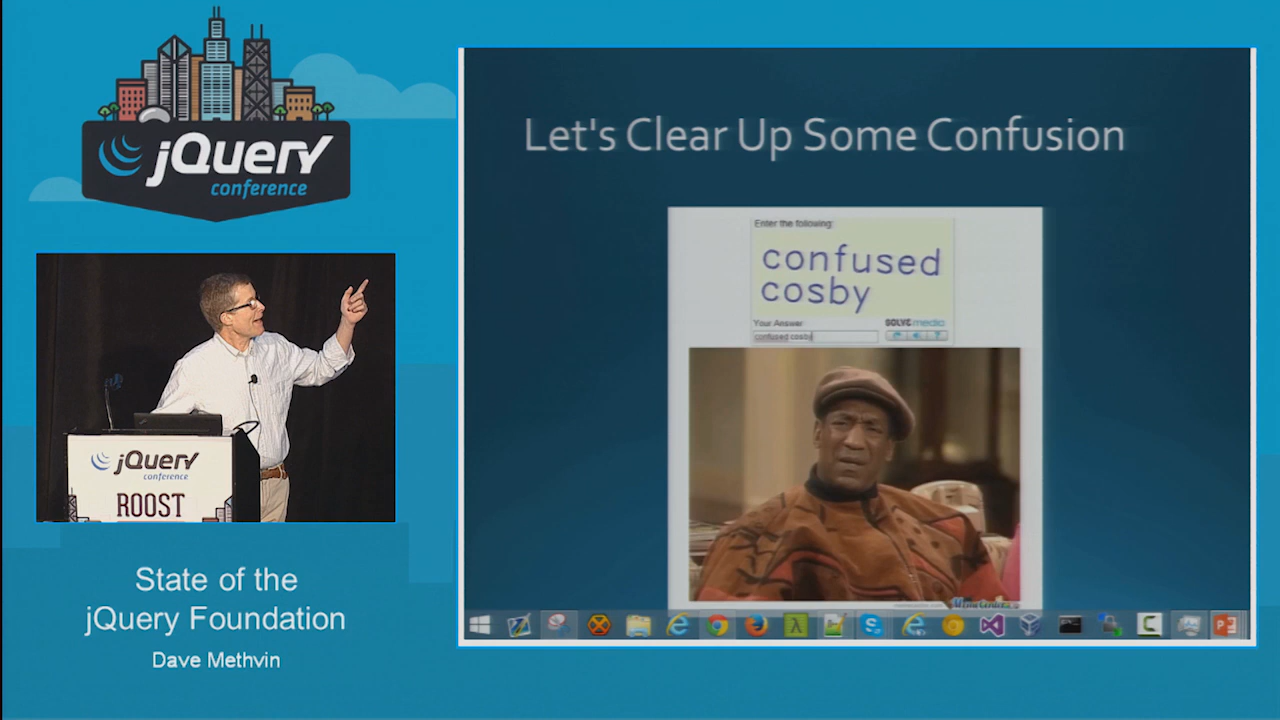 jQuery
conference
jQuery
conference
ROOST
State of the
jQuery Foundation
Dave Methvin
Let's Clear Up Some Confusion
Enter the following:
confused
cosby
Your Answer
SOLVE media
confused cosby